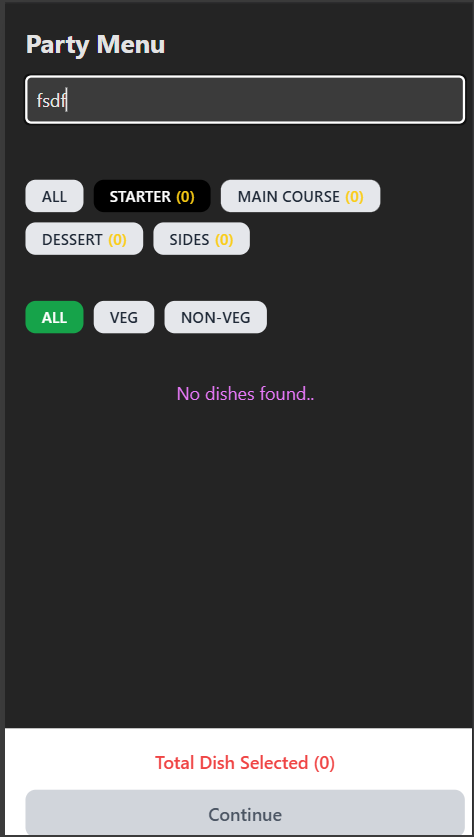 Party Menu
fsdf
ALL STARTER (0) MAIN COURSE (0)
DESSERT (0) SIDES (0)
ALL VEG NON-VEG
No dishes found..
Total Dish Selected (0)
Continue